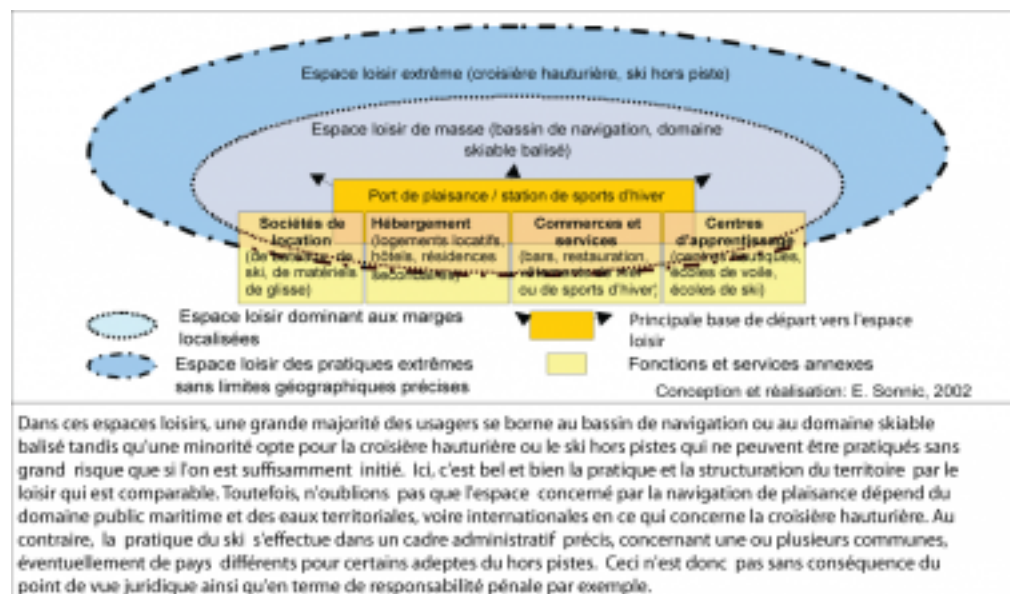 Espace loisir extrême (croisière hauturière, ski hors piste)
Espace loisir de masse (bassin de navigation, domaine
skiable balisé)
Port de plaisance / station de sports d'hiver
Sociétés de
location
de
ski, de matériels
de glisse)
Hébergement
(logements locatifs,
hôtels, résidences
secondaires)
Commerces et
services
(bars, restauration,
ou de sports d'hiver)
Centres
d'apprentissage
(centres nautiques,
écoles de voile,
écoles de ski)
Espace loisir dominant aux marges
localisées
Espace loisir des pratiques extrêmes
sans limites géographiques précises
Principale base de départ vers l'espace
loisir
Fonctions et services annexes
Conception et réalisation: E. Sonnic, 2002
Dans ces espaces loisirs, une grande majorité des usagers se borne au bassin de navigation ou au domaine skiable
balisé tandis qu'une minorité opte pour la croisière hauturière ou le ski hors pistes qui ne peuvent être pratiqués sans
grand risque que si l'on est suffisamment initié. Ici, c'est bel et bien la pratique et la structuration du territoire par le
loisir qui est comparable. Toutefois, n'oublions pas que l'espace concerné par la navigation de plaisance dépend du
domaine public maritime et des eaux territoriales, voire internationales en ce qui concerne la croisière hauturière. Au
contraire, la pratique du ski s'effectue dans un cadre administratif précis, concernant une ou plusieurs communes,
éventuellement de pays différents pour certains adeptes du hors pistes. Ceci n'est donc pas sans conséquence du
point de vue juridique ainsi qu'en terme de responsabilité pénale par exemple.